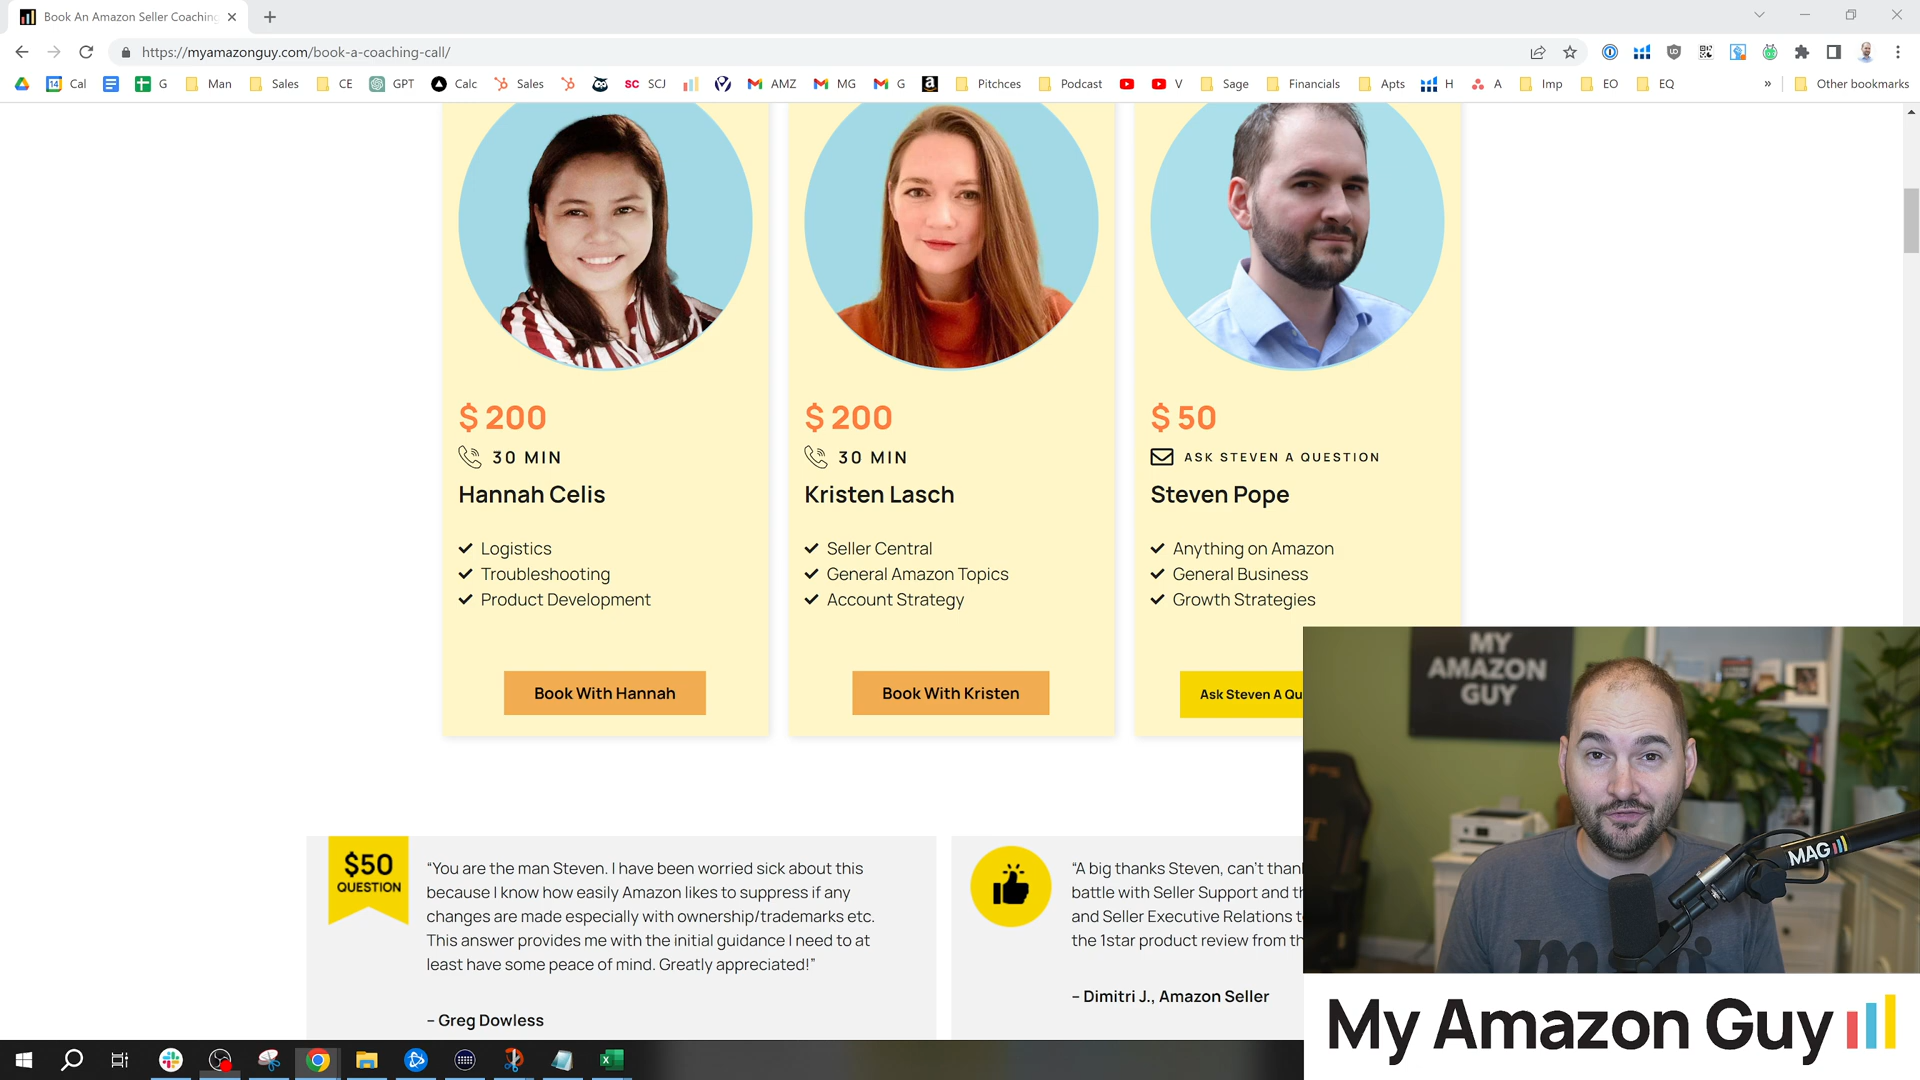 Book An Amazon Seller Coaching
https://myamazonguy.com/book-a-coaching-call/
Cal
G
Man
Sales
CE
GPT
Calc
Sales
SC SCJ
AMZ
MG
G
Pitchces
Podcast
V
Sage
Financials
Apts
H
A
Imp
EO
EQ
»
Other bookmarks
$ 200
30 MIN
Hannah Celis
Logistics
Troubleshooting
Product Development
Book With Hannah
$ 200
30 MIN
Kristen Lasch
Seller Central
General Amazon Topics
Account Strategy
Book With Kristen
$ 50
ASK STEVEN A QUESTION
Steven Pope
Anything on Amazon
General Business
Growth Strategies
Ask Steven A Qu
$50
QUESTION
“You are the man Steven. I have been worried sick about this
because I know how easily Amazon likes to suppress if any
changes are made especially with ownership/trademarks etc.
This answer provides me with the initial guidance I need to at
least have some peace of mind. Greatly appreciated!”
– Greg Dowless
“A big thanks Steven, can't than
battle with Seller Support and th
and Seller Executive Relations t
the 1star product review from th
– Dimitri J., Amazon Seller
MY
AMAZON
GUY
MAG
My Amazon Guy